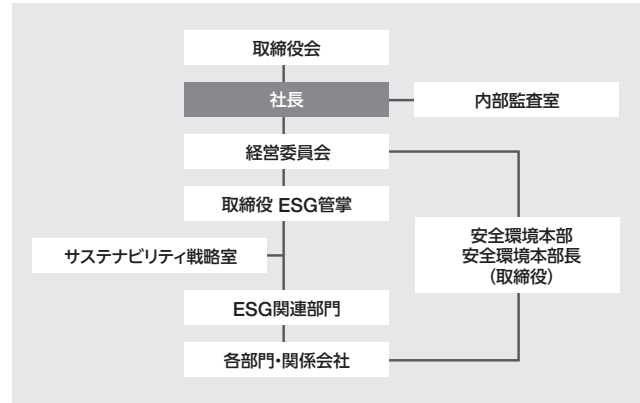 取締役会
社長
内部監査室
経営委員会
取締役 ESG管掌
サステナビリティ戦略室
安全環境本部
安全環境本部長
(取締役)
ESG関連部門
各部門・関係会社